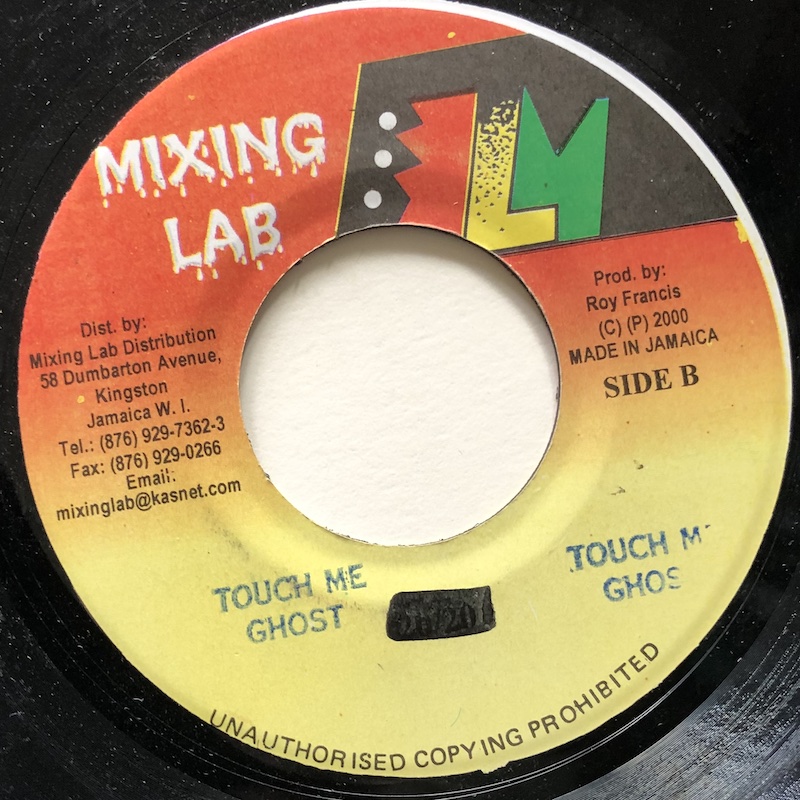 MIXING
LAB
Dist. by:
Mixing Lab Distribution
58 Dumbarton Avenue,
Kingston
Jamaica W. I.
Tel.: (876) 929-7362-3
Fax: (876) 929-0266
Email:
mixinglab@kasnet.com
Prod. by:
Roy Francis
(C) (P) 2000
MADE IN JAMAICA
SIDE B
TOUCH ME
GHOST
TOUCH M
GHOS
UNAUTHORISED COPYING PROHIBITED